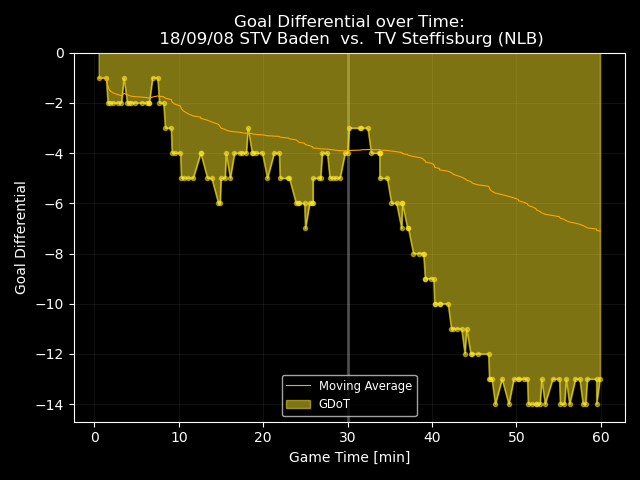 Goal Differential over Time:
18/09/08 STV Baden  vs.  TV Steffisburg (NLB)
0
−2
−4
−6
−8
−10
−12
−14
Goal Differential
Moving Average
GDoT
0 10 20 30 40 50 60
Game Time [min]